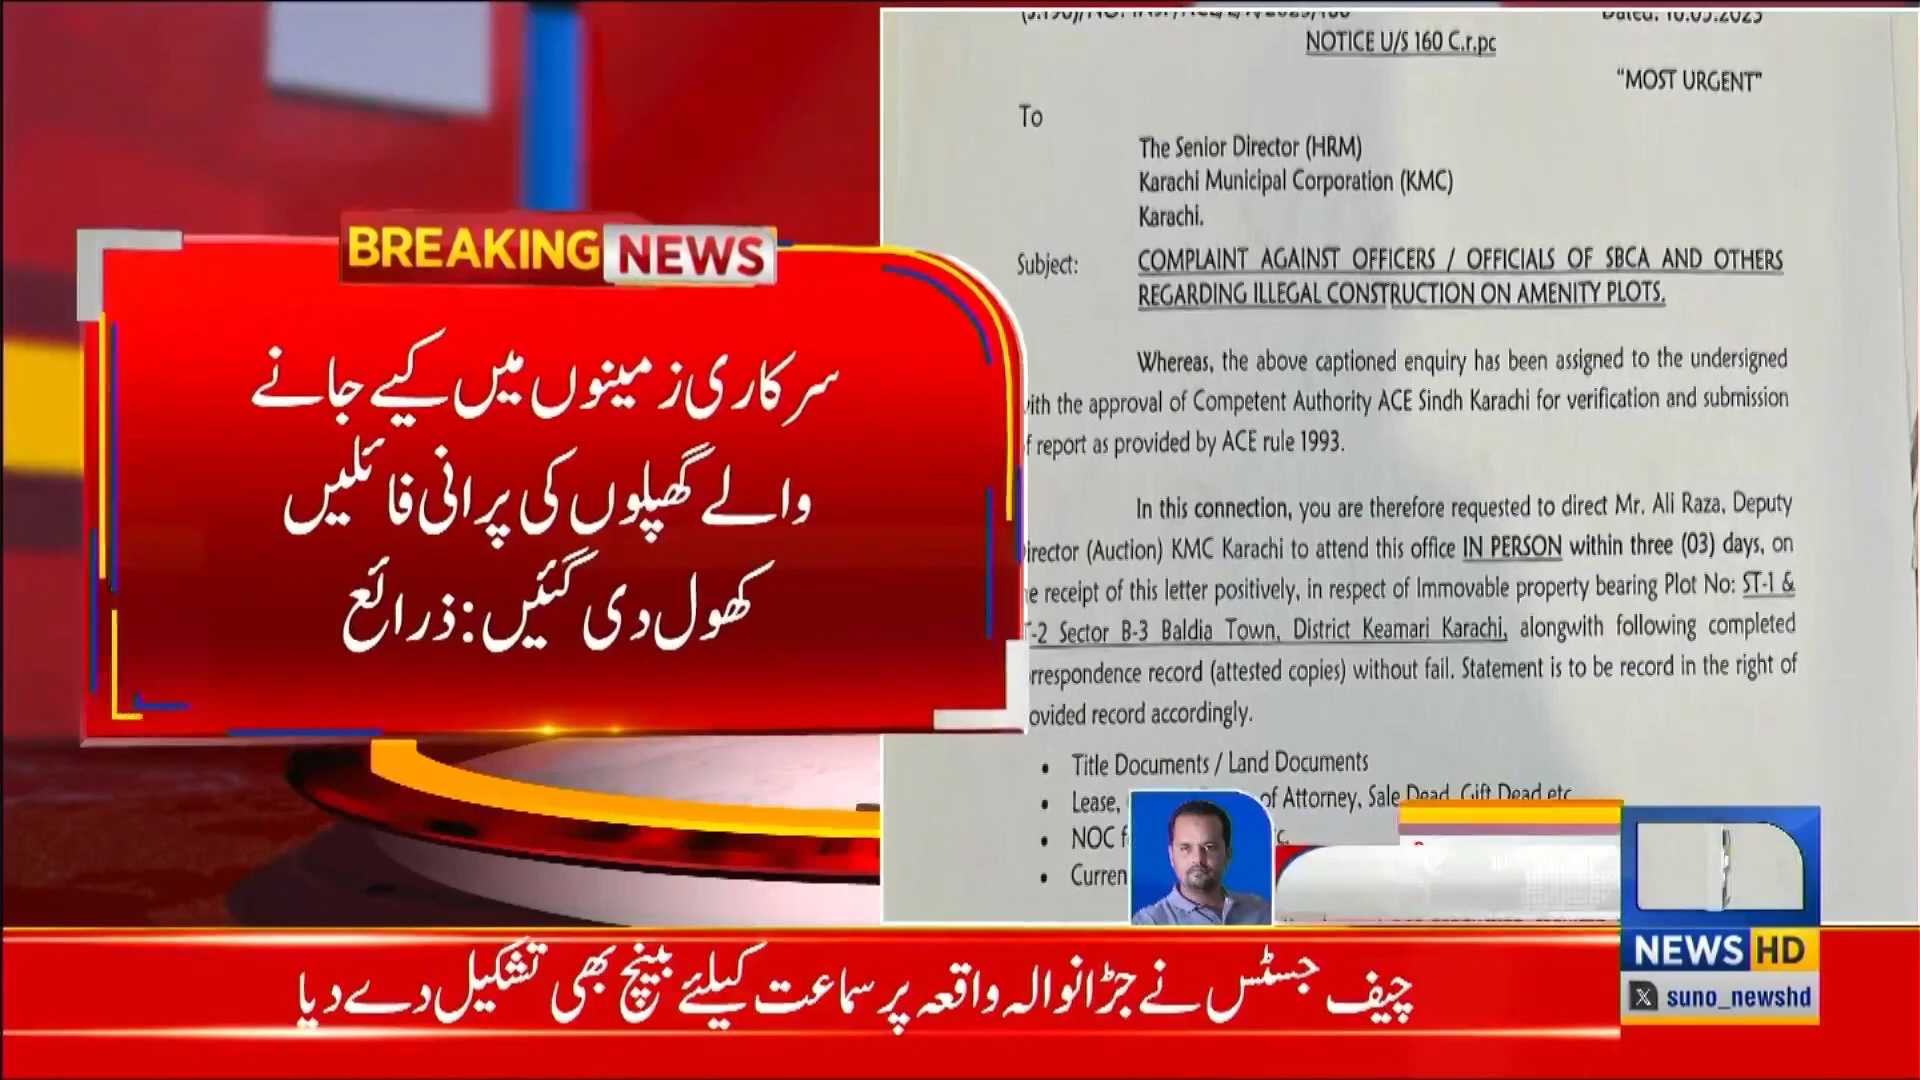 BREAKING NEWS
سرکاری زمینوں میں کیے جانے
والے گھپلوں کی پرانی فائلیں
کھول دی گئیں: ذرائع
NOTICE U/S 160 C.r.pc
“MOST URGENT”
To
The Senior Director (HRM)
Karachi Municipal Corporation (KMC)
Karachi.
Subject: COMPLAINT AGAINST OFFICERS / OFFICIALS OF SBCA AND OTHERS
REGARDING ILLEGAL CONSTRUCTION ON AMENITY PLOTS.
Whereas, the above captioned enquiry has been assigned to the undersigned
with the approval of Competent Authority ACE Sindh Karachi for verification and submission
of report as provided by ACE rule 1993.
In this connection, you are therefore requested to direct Mr. Ali Raza, Deputy
Director (Auction) KMC Karachi to attend this office IN PERSON within three (03) days, on
receipt of this letter positively, in respect of Immovable property bearing Plot No: ST-1 &
Sector B-3 Baldia Town, District Keamari Karachi, alongwith following completed
record (attested copies) without fail. Statement is to be record in the right of
record accordingly.
• Title Documents / Land Documents
• Lease, of Attorney, Sale Dead, Gift Dead etc
• NOC
•
NEWS HD
suno_newshd
چیف جسٹس نے جڑانوالہ واقعہ پر سماعت کیلئے بینچ بھی تشکیل دے دیا